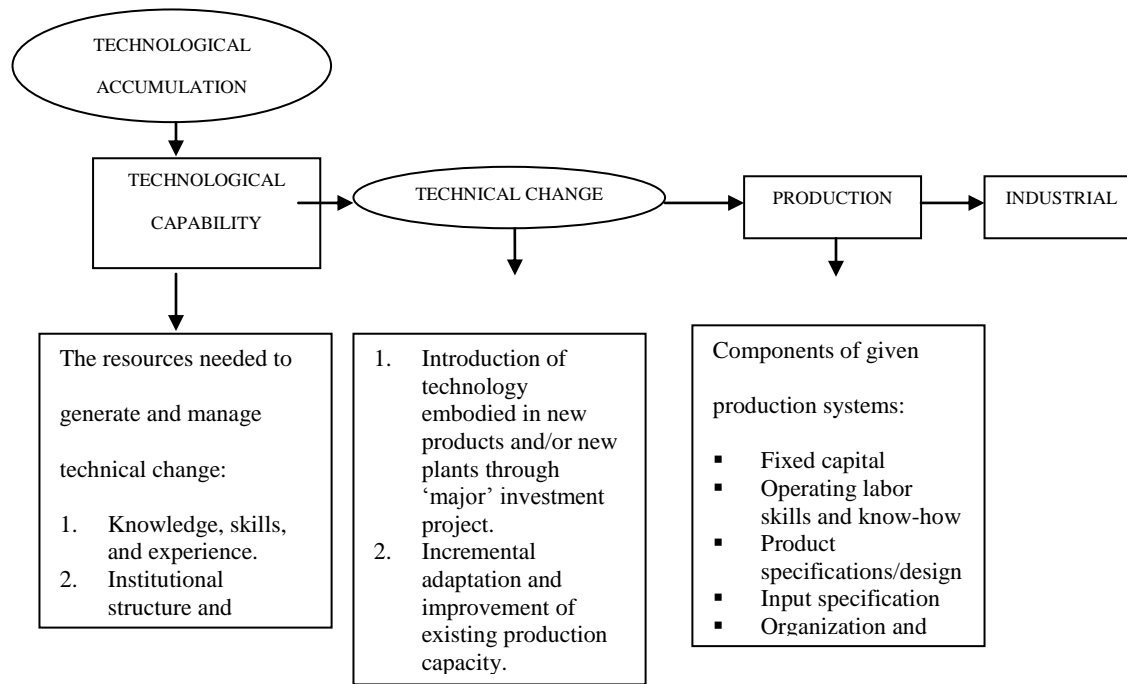 TECHNOLOGICAL
ACCUMULATION
TECHNOLOGICAL
CAPABILITY
TECHNICAL CHANGE
PRODUCTION
INDUSTRIAL
The resources needed to
generate and manage
technical change:
1. Knowledge, skills,
and experience.
2. Institutional
structure and
1. Introduction of
technology
embodied in new
products and/or new
plants through
‘major’ investment
project.
2. Incremental
adaptation and
improvement of
existing production
capacity.
Components of given
production systems:
▪ Fixed capital
▪ Operating labor
skills and know-how
▪ Product
specifications/design
▪ Input specification
▪ Organization and